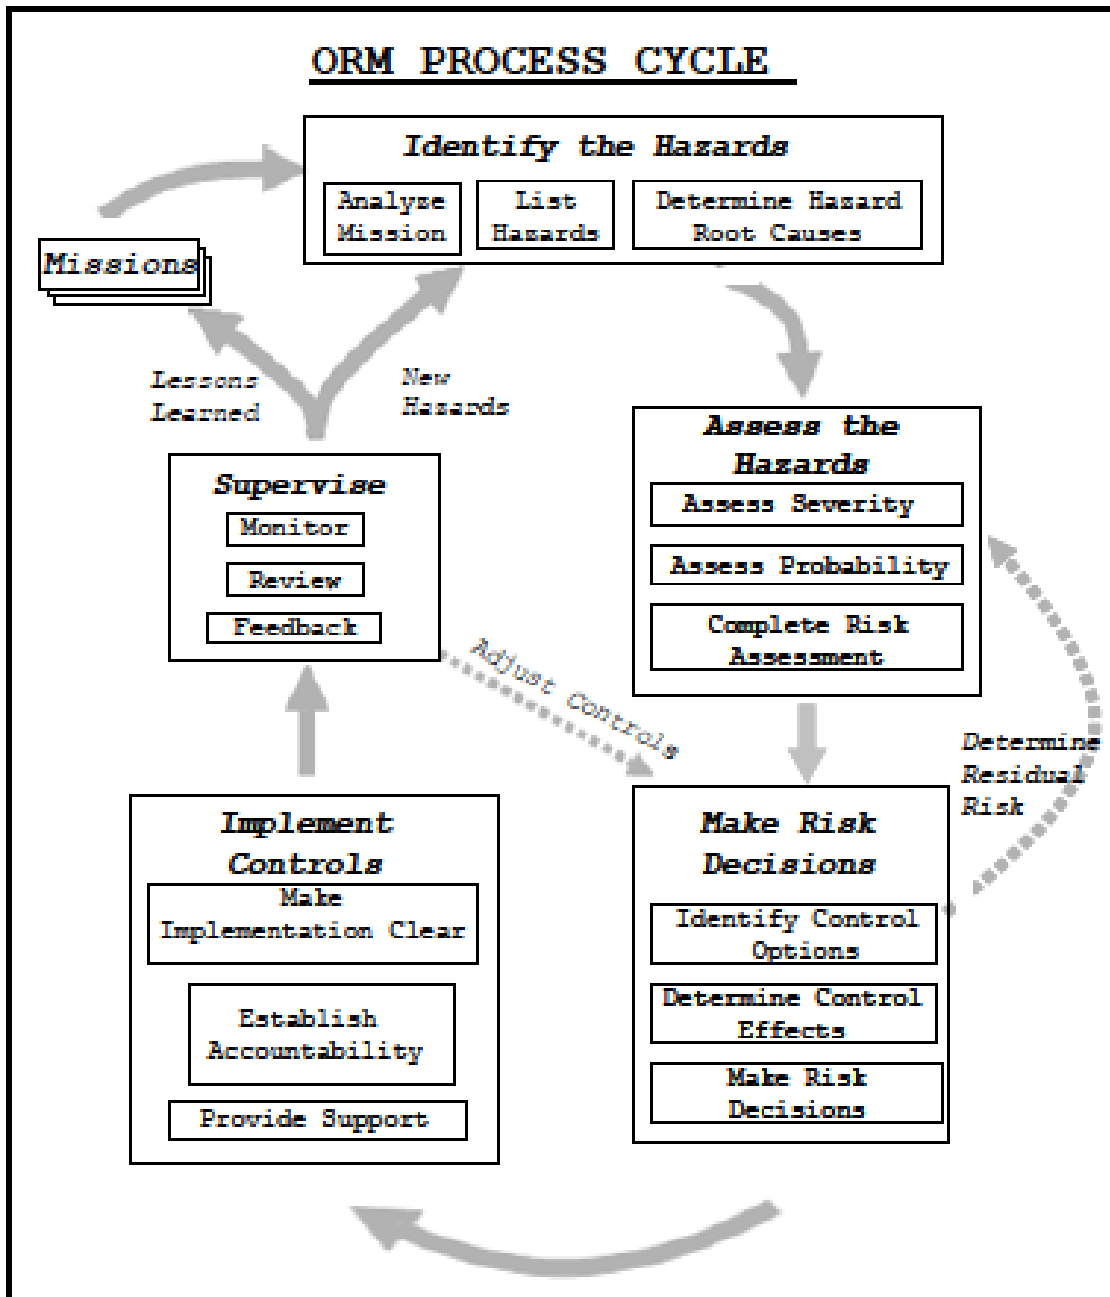 ORM PROCESS CYCLE
Identify the Hazards
Analyze
Mission
List
Hazards
Determine Hazard
Root Causes
Missions
Lessons
Learned
New
Hazards
Assess the
Hazards
Assess Severity
Assess Probability
Complete Risk
Assessment
Supervise
Monitor
Review
Feedback
Adjust Controls
Determine
Residual
Risk
Make Risk
Decisions
Identify Control
Options
Determine Control
Effects
Make Risk
Decisions
Implement
Controls
Make
Implementation Clear
Establish
Accountability
Provide Support